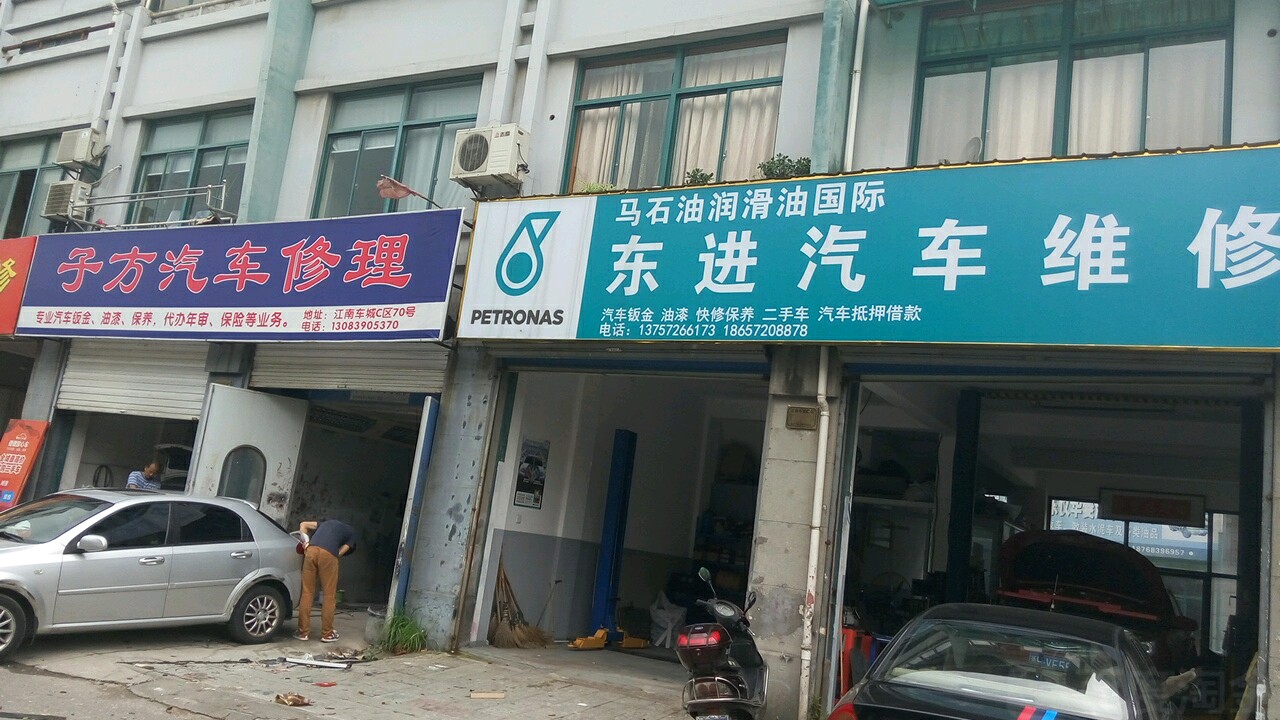 子方汽车修理
专业汽车钣金、油漆、保养,代办年审、保险等业务。
地址:江南车城C区70号
电话:13083905370
PETRONAS
马石油润滑油国际
东进汽车维修
汽车钣金 油漆 快修保养 二手车 汽车抵押借款
电话:13757266173 18657208878
修
18768396957